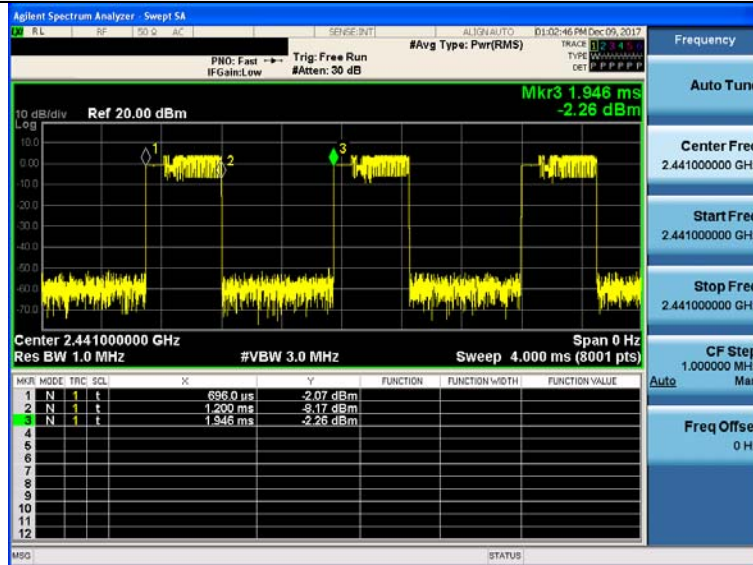 Agilent Spectrum Analyzer - Swept SA
RL RF 50 Ω AC SENSE:INT ALIGN AUTO 01:02:46 PM Dec 09, 2017
#Avg Type: Pwr(RMS)
TRACE 1 2 3 4 5 6
TYPE
DET P P P P P P
PNO: Fast
IFGain:Low
Trig: Free Run
#Atten: 30 dB
Mkr3 1.946 ms
-2.26 dBm
10 dB/div
Log
Ref 20.00 dBm
10.0
0.00
-10.0
-20.0
-30.0
-40.0
-50.0
-60.0
-70.0
1
2
3
Center 2.441000000 GHz Span 0 Hz
Res BW 1.0 MHz #VBW 3.0 MHz Sweep 4.000 ms (8001 pts)
MKR MODE TRC SCL X Y FUNCTION FUNCTION WIDTH FUNCTION VALUE
1 N 1 t 696.0 µs -2.07 dBm
2 N 1 t 1.200 ms -8.17 dBm
3 N 1 t 1.946 ms -2.26 dBm
4
5
6
7
8
9
10
11
12
MSG STATUS
Frequency
Auto Tun
Center Fre
2.441000000 GH
Start Fre
2.441000000 GH
Stop Fre
2.441000000 GH
CF Ste
1.000000 MH
Auto Ma
Freq Offse
0 H